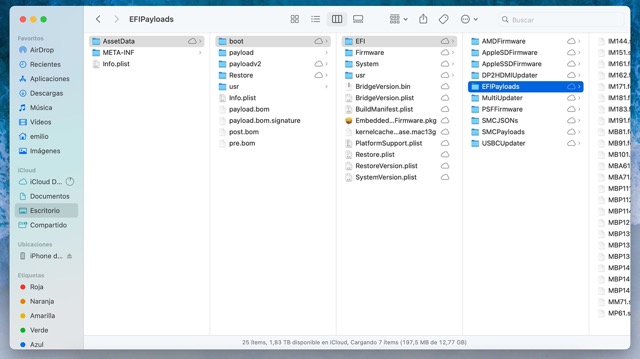 EFIPayloads
Buscar
Favoritos
AirDrop
Recientes
Aplicaciones
Descargas
Música
Vídeos
emilio
Imágenes
iCloud
iCloud D...
Documentos
Escritorio
Compartido
Ubicaciones
iPhone d...
Etiquetas
Roja
Naranja
Amarilla
Verde
Azul
AssetData
META-INF
Info.plist
boot
payload
payloadv2
Restore
usr
Info.plist
payload.bom
payload.bom.signature
post.bom
pre.bom
EFI
Firmware
System
usr
BridgeVersion.bin
BridgeVersion.plist
BuildManifest.plist
Embedded...Firmware.pkg
kernelcache...ase.mac13g
PlatformSupport.plist
Restore.plist
RestoreVersion.plist
SystemVersion.plist
AMDFirmware
AppleSDFirmware
AppleSSDFirmware
DP2HDMIUpdater
EFIPayloads
MultiUpdater
PSFFirmware
SMCJSONs
SMCPayloads
USBCUpdater
IM144.
IM151.
IM162.
IM171.f
IM181.f
IM183.
IM191.f
MB81.f
MB91.f
MB101.
MBA61
MBA71
MBP11
MBP11
MBP11
MBP12
MBP13
MBP13
MBP14
MBP14
MBP14
MM71.s
MP61.s
25 ítems, 1,83 TB disponible en iCloud, Cargando 7 ítems (197,5 MB de 12,77 GB)